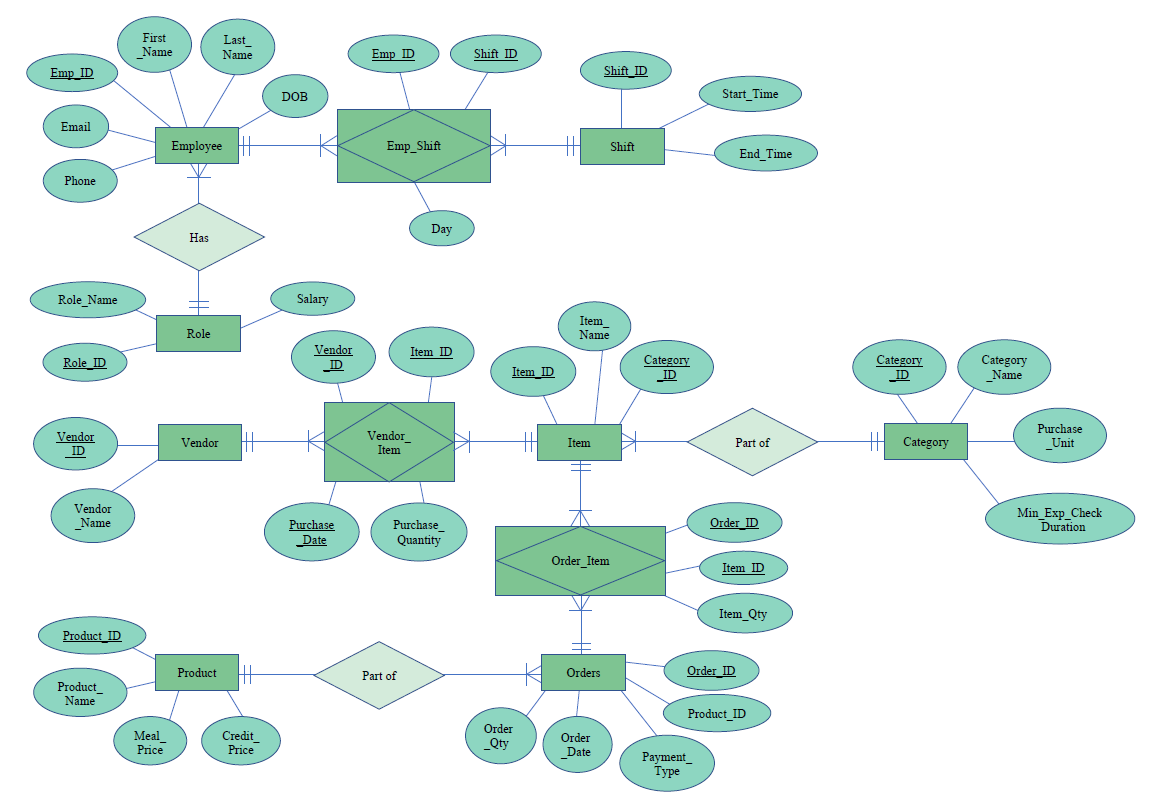 First
_Name
Last_
Name
Emp_ID
Shift_ID
Emp_ID
Shift_ID
DOB
Start_Time
Email
Employee
Emp_Shift
Shift
End_Time
Phone
Day
Has
Role_Name
Salary
Role
Role_ID
Item_
Name
Vendor
_ID
Item_ID
Item_ID
Category
_ID
Category
_ID
Category
_Name
Vendor
_ID
Vendor
Vendor_
Item
Item
Part of
Category
Purchase
_Unit
Vendor
_Name
Purchase
_Date
Purchase_
Quantity
Order_ID
Min_Exp_Check
Duration
Order_Item
Item_ID
Item_Qty
Product_ID
Product
Part of
Orders
Order_ID
Product_
Name
Product_ID
Meal_
Price
Credit_
Price
Order
_Qty
Order
_Date
Payment_
Type